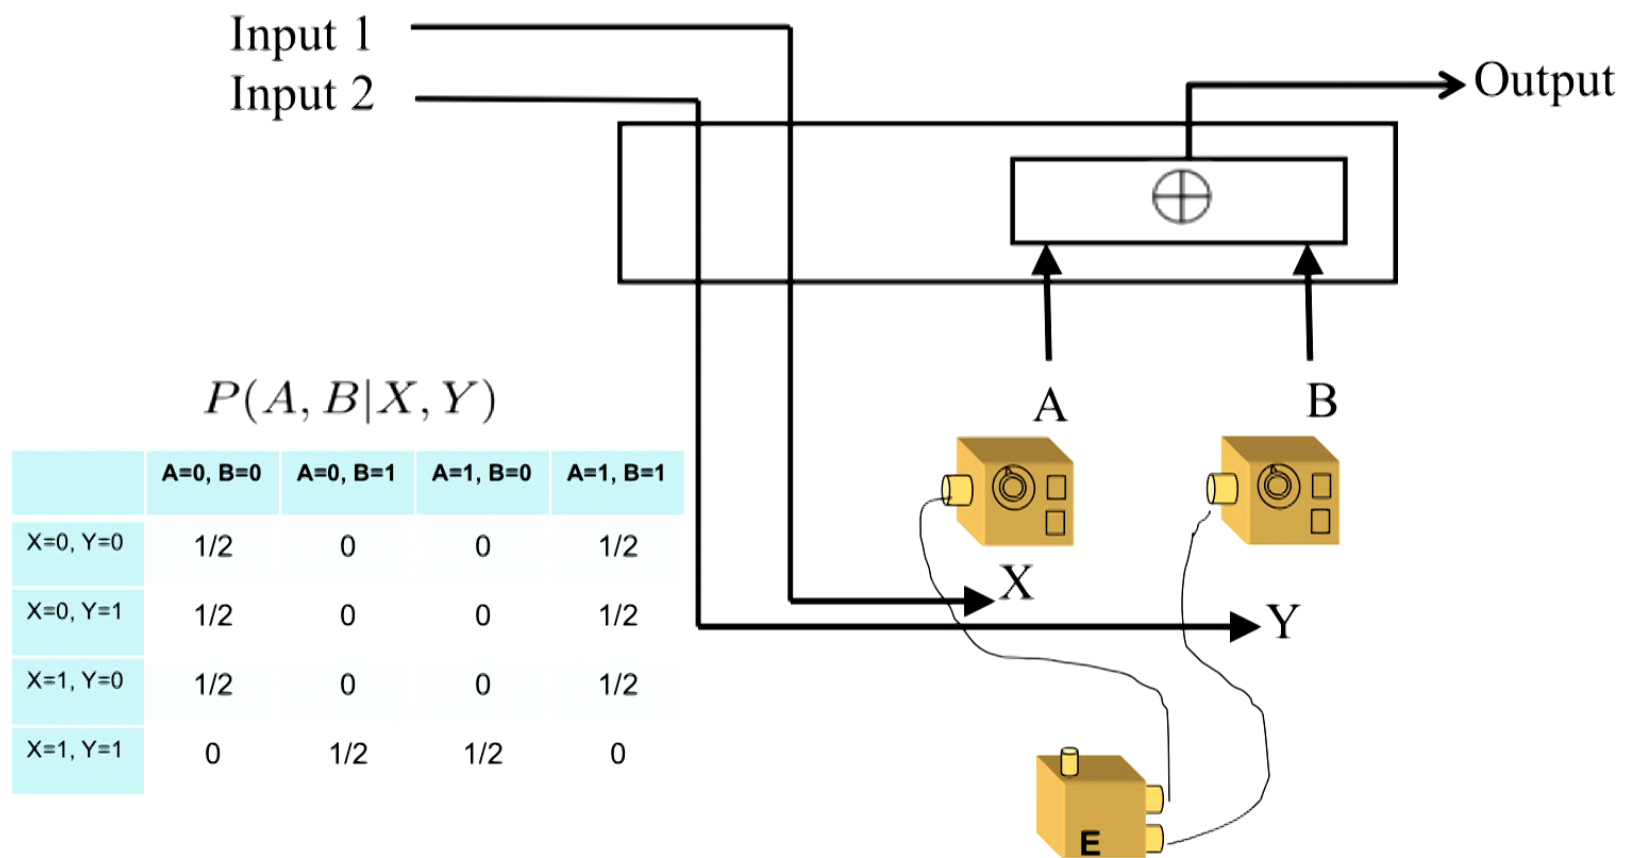 Input 1
Input 2
Output
⊕
A B
P(A, B|X, Y)
A=0, B=0 A=0, B=1 A=1, B=0 A=1, B=1
X=0, Y=0 1/2 0 0 1/2
X=0, Y=1 1/2 0 0 1/2
X=1, Y=0 1/2 0 0 1/2
X=1, Y=1 0 1/2 1/2 0
X
Y
E